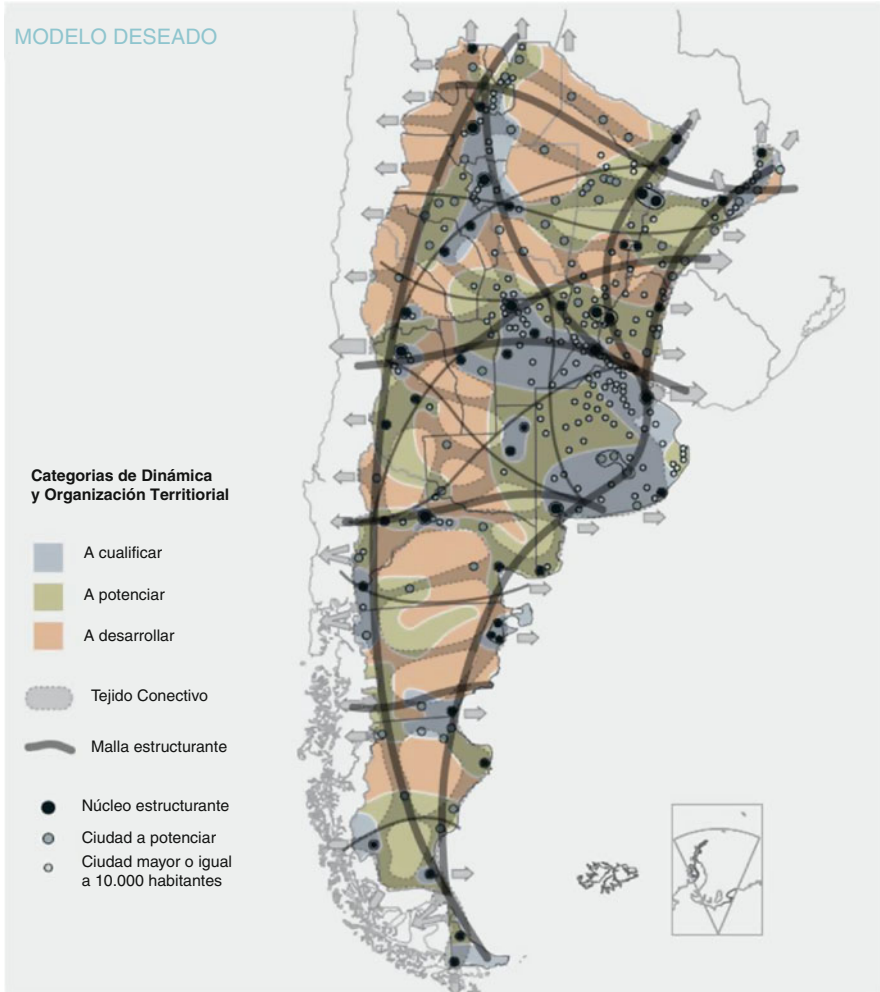 MODELO DESEADO
Categorias de Dinámica
y Organización Territiorial
A cualificar
A potenciar
A desarrollar
Tejido Conectivo
Malla estructurante
Núcleo estructurante
Ciudad a potenciar
Ciudad mayor o igual
a 10.000 habitantes